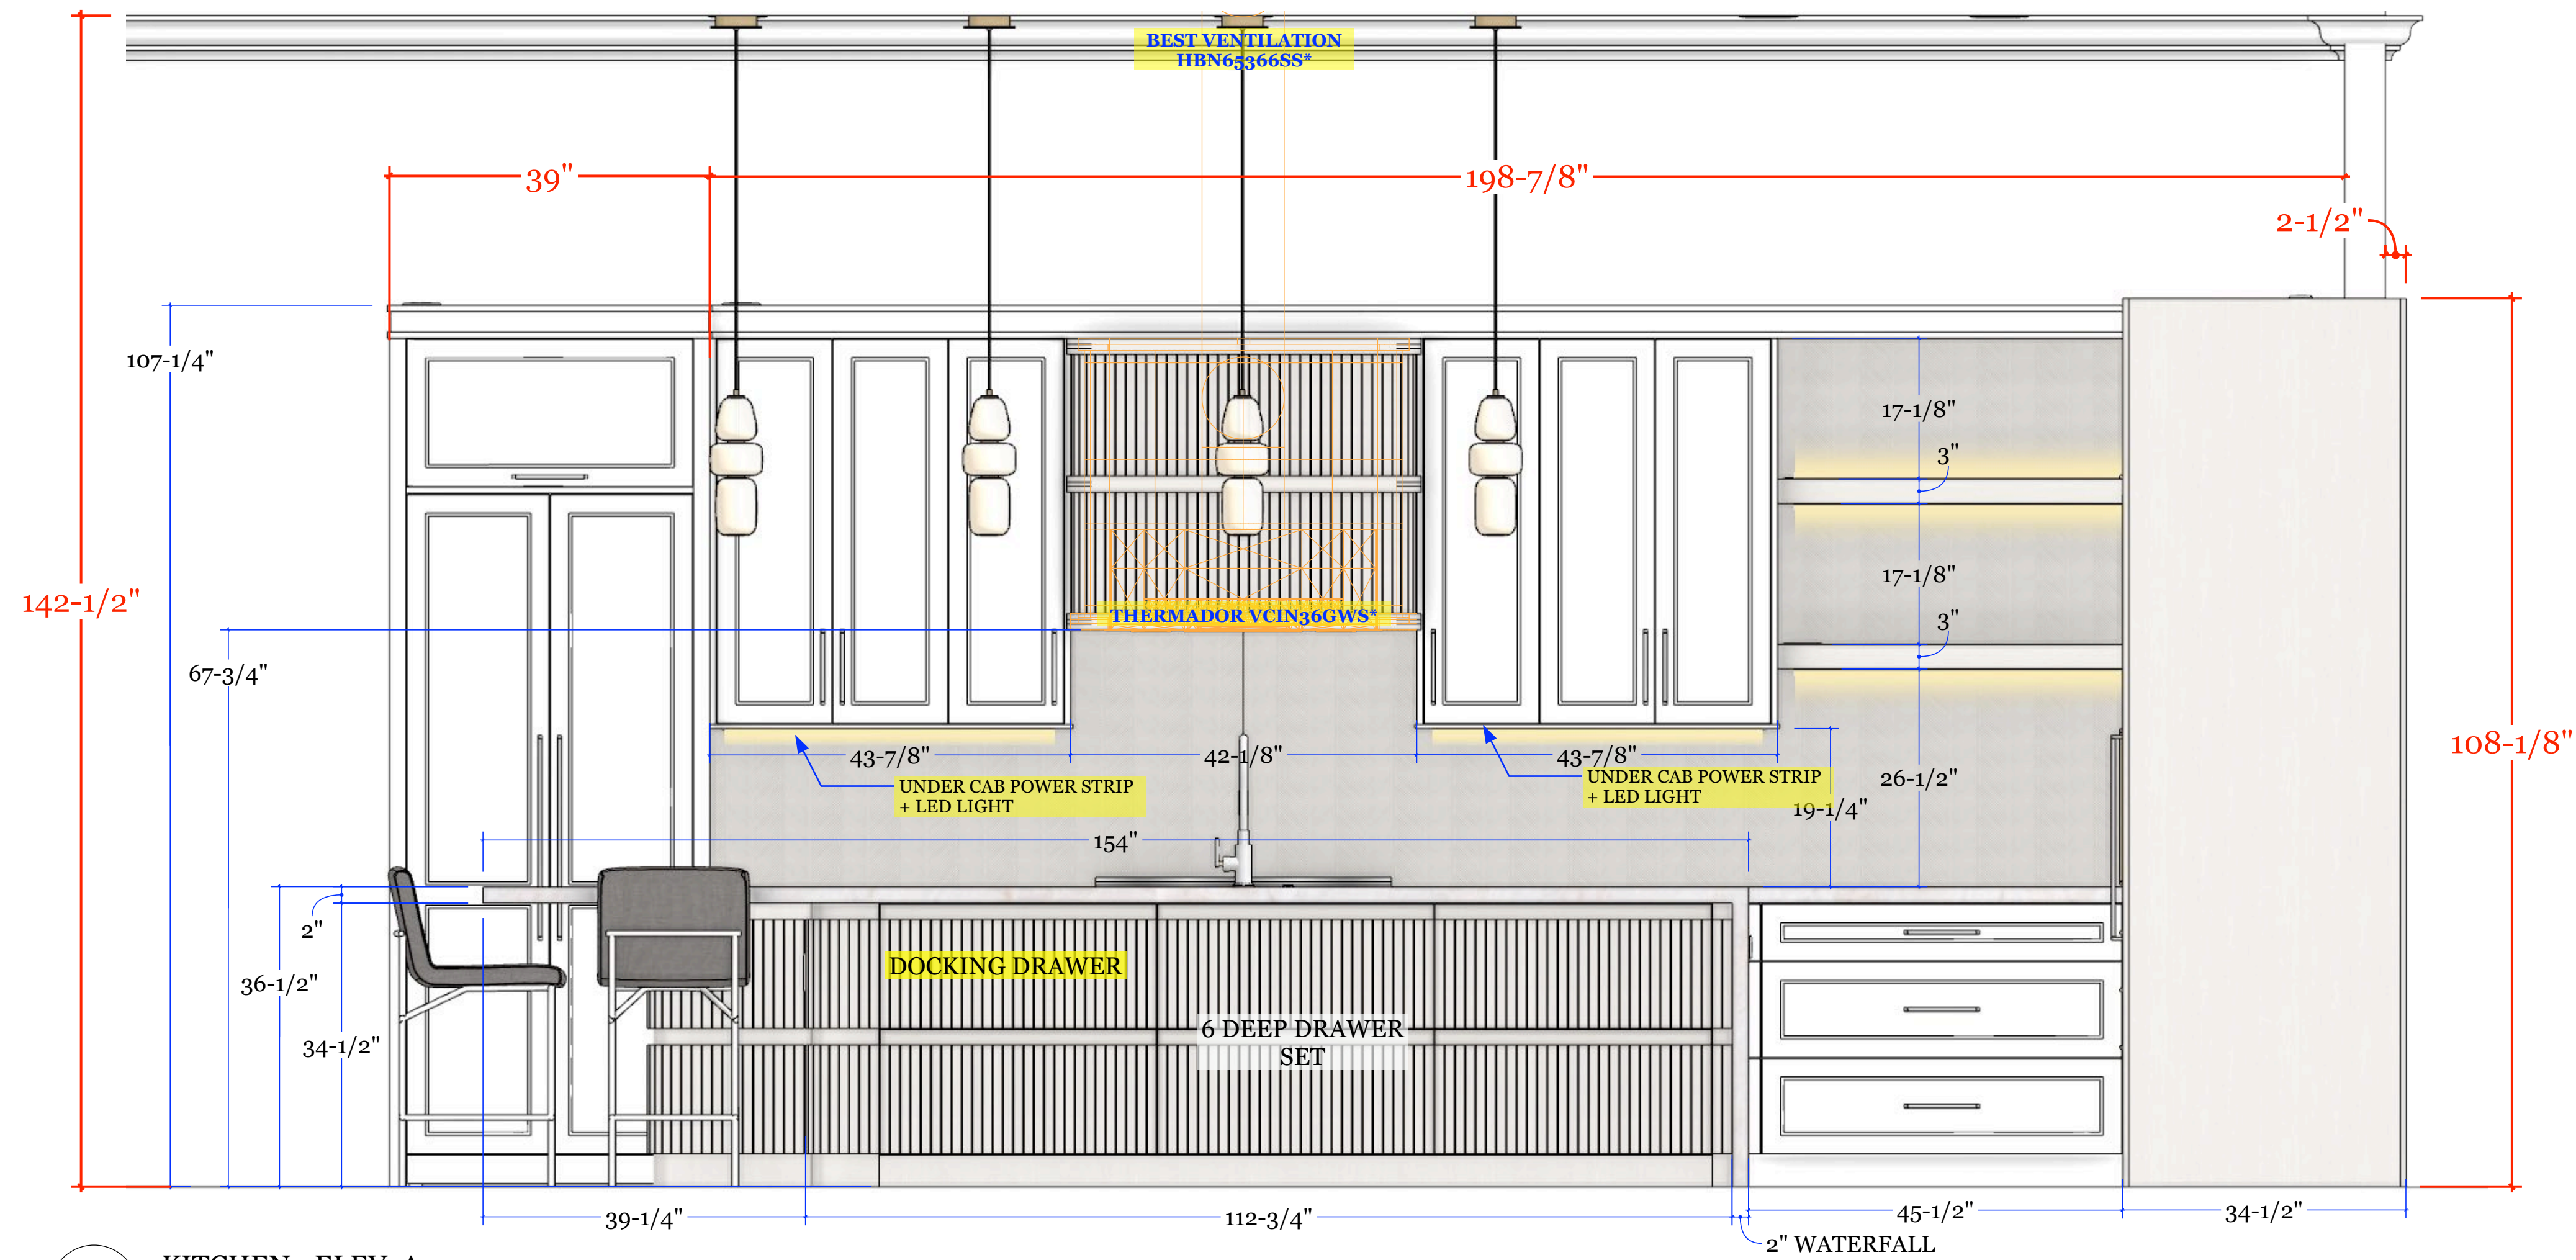 BEST VENTILATION
HBN65366SS*
39"
198-7/8"
2-1/2"
107-1/4"
17-1/8"
3"
17-1/8"
142-1/2"
THERMADOR VCIN36GWS*
3"
67-3/4"
108-1/8"
43-7/8"
42-1/8"
43-7/8"
UNDER CAB POWER STRIP
+ LED LIGHT
UNDER CAB POWER STRIP
+ LED LIGHT
26-1/2"
19-1/4"
154"
2"
DOCKING DRAWER
36-1/2"
6 DEEP DRAWER
SET
34-1/2"
39-1/4"
112-3/4"
45-1/2"
34-1/2"
2" WATERFALL
KITCHEN - ELEV. A